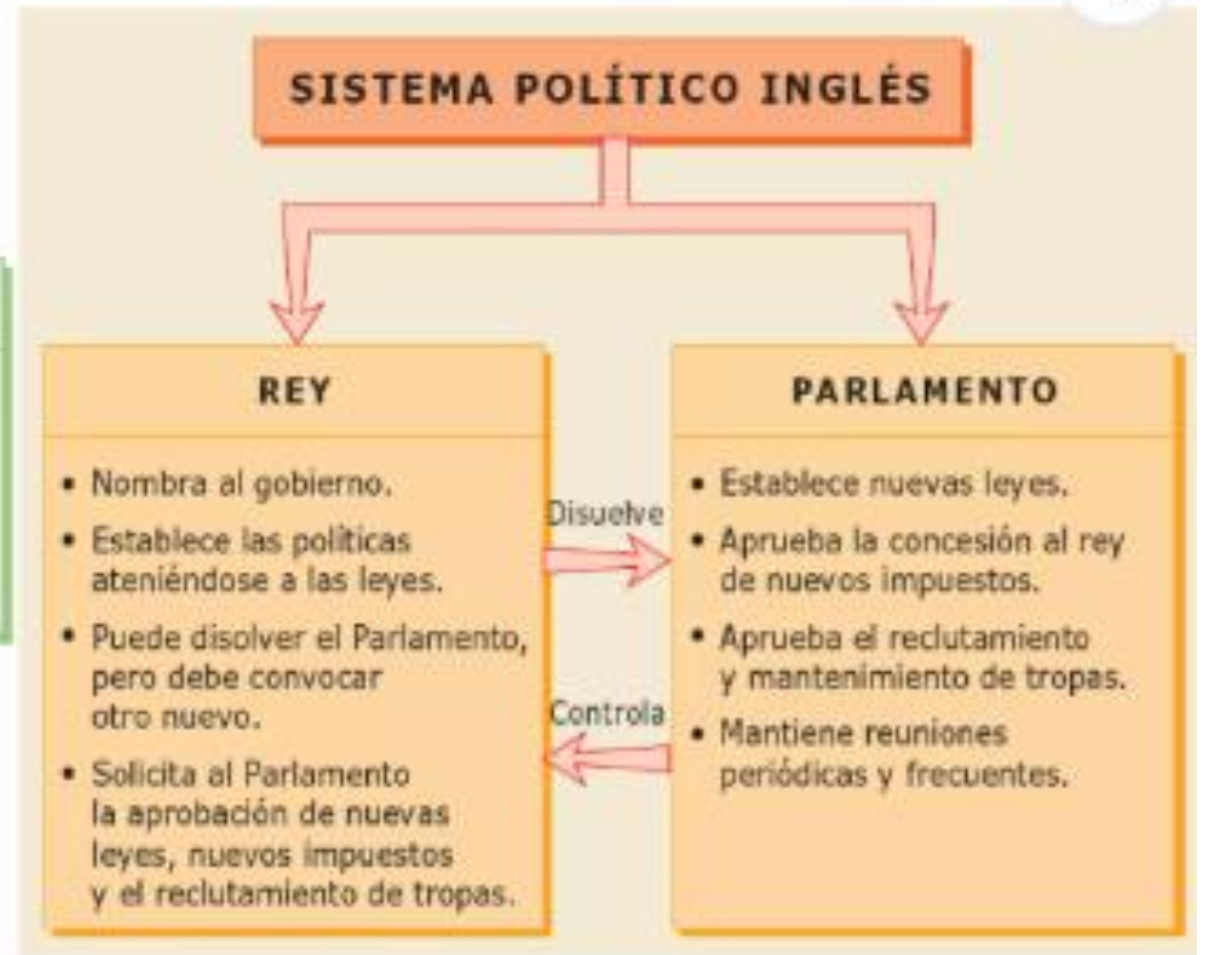 SISTEMA POLÍTICO INGLÉS
REY
• Nombra al gobierno.
• Establece las políticas
ateniéndose a las leyes.
• Puede disolver el Parlamento,
pero debe convocar
otro nuevo.
• Solicita al Parlamento
la aprobación de nuevas
leyes, nuevos impuestos
y el reclutamiento de tropas.
Disuelve
Controla
PARLAMENTO
• Establece nuevas leyes.
• Aprueba la concesión al rey
de nuevos impuestos.
• Aprueba el reclutamiento
y mantenimiento de tropas.
• Mantiene reuniones
periódicas y frecuentes.